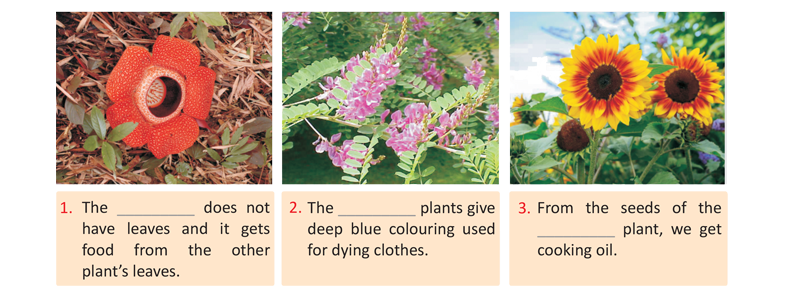 1. The _________ does not
have leaves and it gets
food from the other
plant's leaves.
2. The _________ plants give
deep blue colouring used
for dying clothes.
3. From the seeds of the
_________ plant, we get
cooking oil.